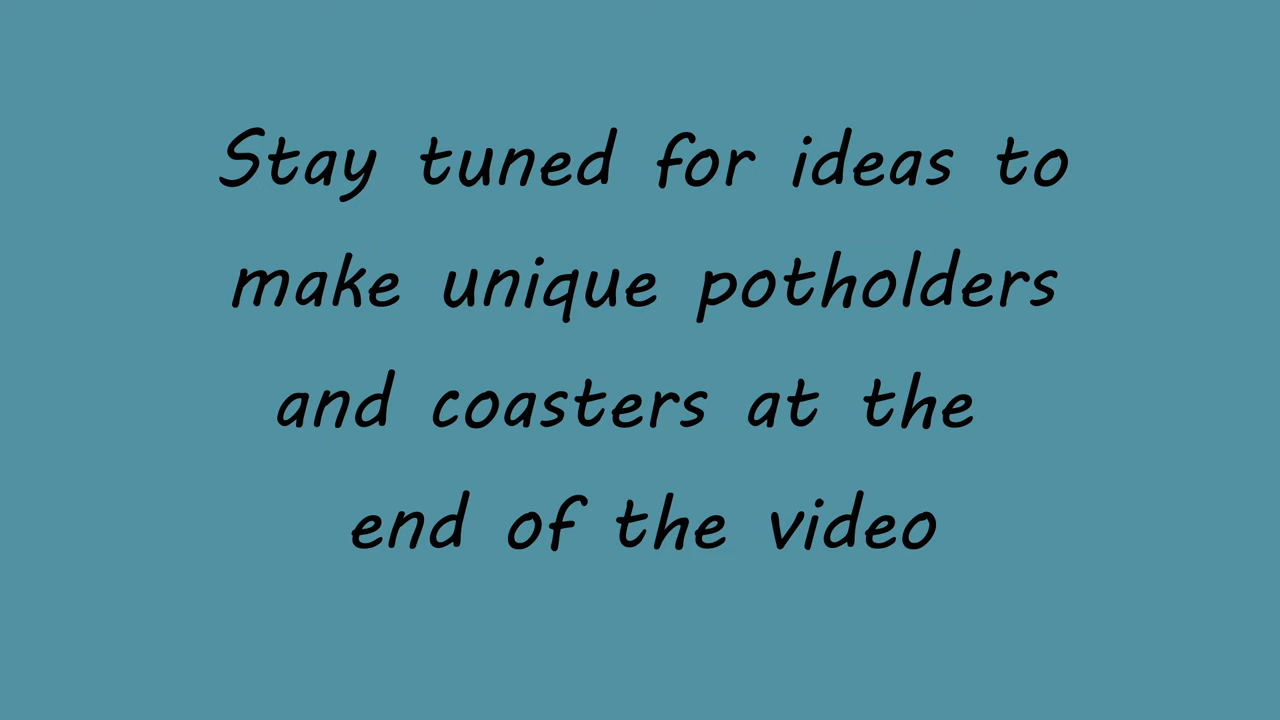 Stay tuned for ideas to
make unique potholders
and coasters at the
end of the video